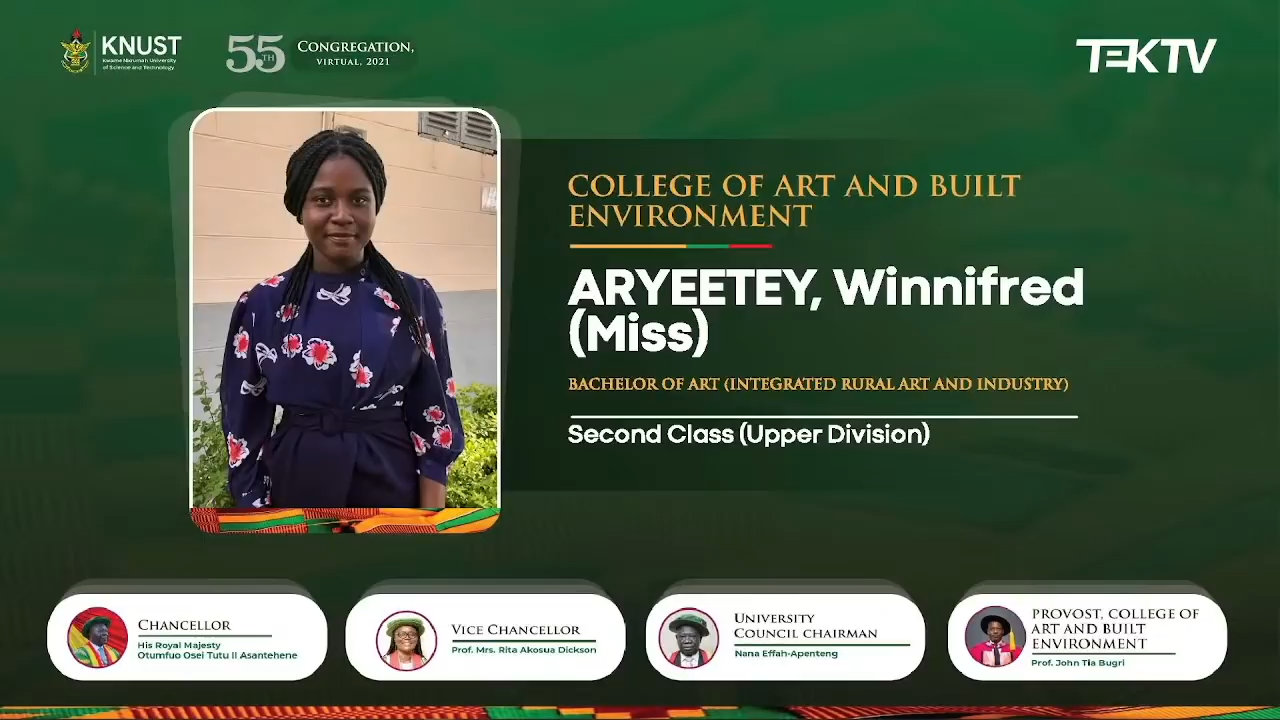 KNUST
Kwame Nkrumah University
of Science and Technology
55TH
CONGREGATION,
VIRTUAL, 2021
TEKTV
COLLEGE OF ART AND BUILT
ENVIRONMENT
ARYEETEY, Winnifred
(Miss)
BACHELOR OF ART (INTEGRATED RURAL ART AND INDUSTRY)
Second Class (Upper Division)
CHANCELLOR
His Royal Majesty
Otumfuo Osei Tutu II Asantehene
VICE CHANCELLOR
Prof. Mrs. Rita Akosua Dickson
UNIVERSITY
COUNCIL CHAIRMAN
Nana Effah-Apenteng
PROVOST, COLLEGE OF
ART AND BUILT
ENVIRONMENT
Prof. John Tia Bugri